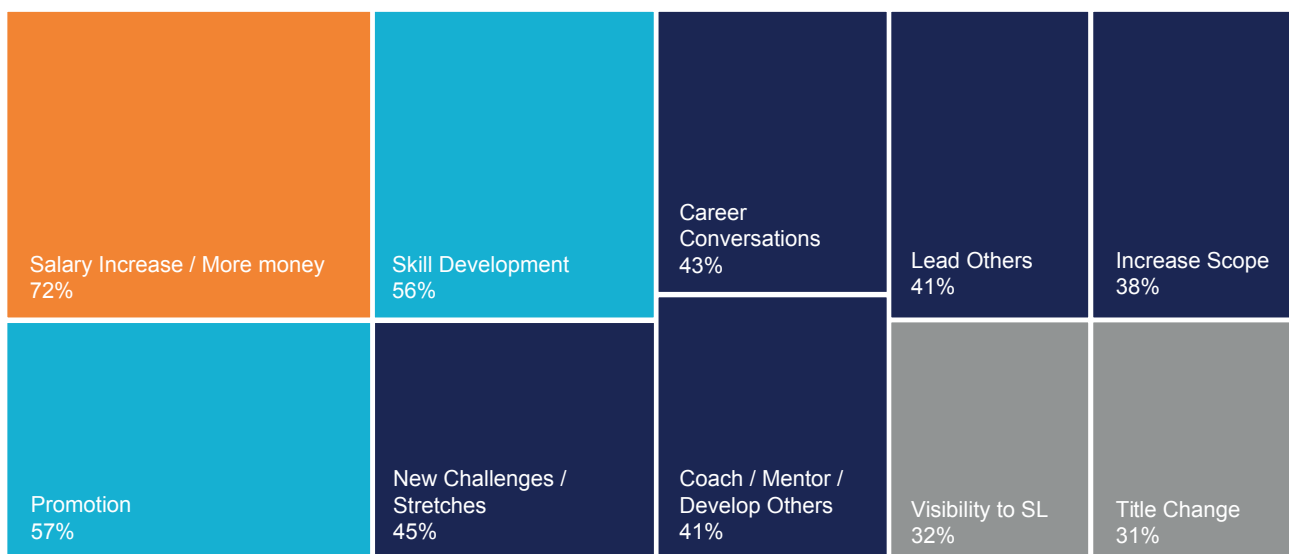 Salary Increase / More money
72%
Skill Development
56%
Career
Conversations
43%
Lead Others
41%
Increase Scope
38%
Promotion
57%
New Challenges /
Stretches
45%
Coach / Mentor /
Develop Others
41%
Visibility to SL
32%
Title Change
31%